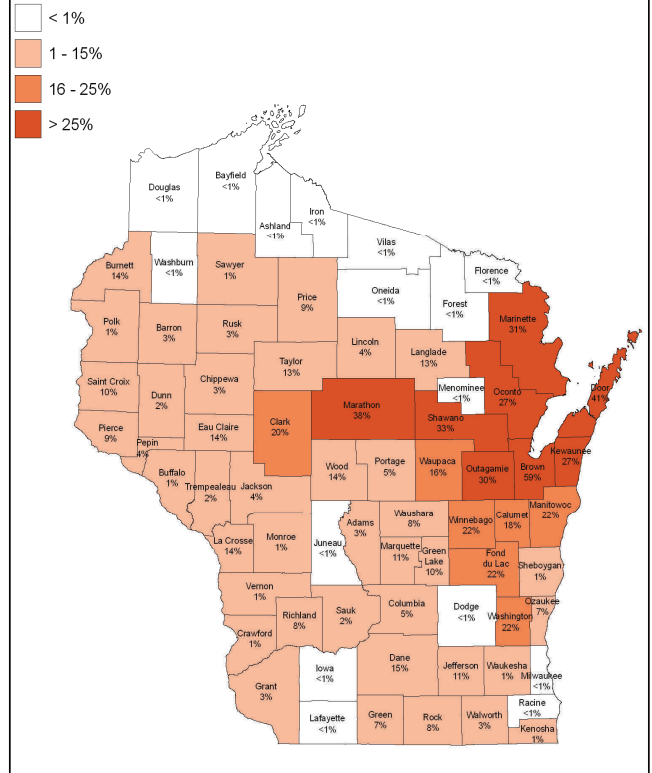 < 1%
1 - 15%
16 - 25%
> 25%
Douglas
<1%
Bayfield
<1%
Ashland
<1%
Iron
<1%
Vilas
<1%
Florence
<1%
Burnett
14%
Washburn
<1%
Sawyer
1%
Price
9%
Oneida
<1%
Forest
<1%
Marinette
31%
Polk
1%
Barron
3%
Rusk
3%
Lincoln
4%
Langlade
13%
Taylor
13%
Saint Croix
10%
Dunn
2%
Chippewa
3%
Menominee
<1%
Oconto
27%
Door
41%
Marathon
38%
Shawano
33%
Clark
20%
Eau Claire
14%
Pierce
9%
Pepin
4%
Kewaunee
27%
Buffalo
1%
Trempealeau
2%
Jackson
4%
Wood
14%
Portage
5%
Waupaca
16%
Outagamie
30%
Brown
59%
Manitowoc
22%
Waushara
8%
Winnebago
22%
Calumet
18%
Adams
3%
La Crosse
14%
Monroe
1%
Juneau
<1%
Marquette
11%
Green
Lake
10%
Fond
du Lac
22%
Sheboygan
1%
Vernon
1%
Richland
8%
Sauk
2%
Columbia
5%
Dodge
<1%
Washington
22%
Ozaukee
7%
Crawford
1%
Grant
3%
Iowa
<1%
Dane
15%
Jefferson
11%
Waukesha
1%
Milwaukee
<1%
Lafayette
<1%
Green
7%
Rock
8%
Walworth
3%
Racine
<1%
Kenosha
1%